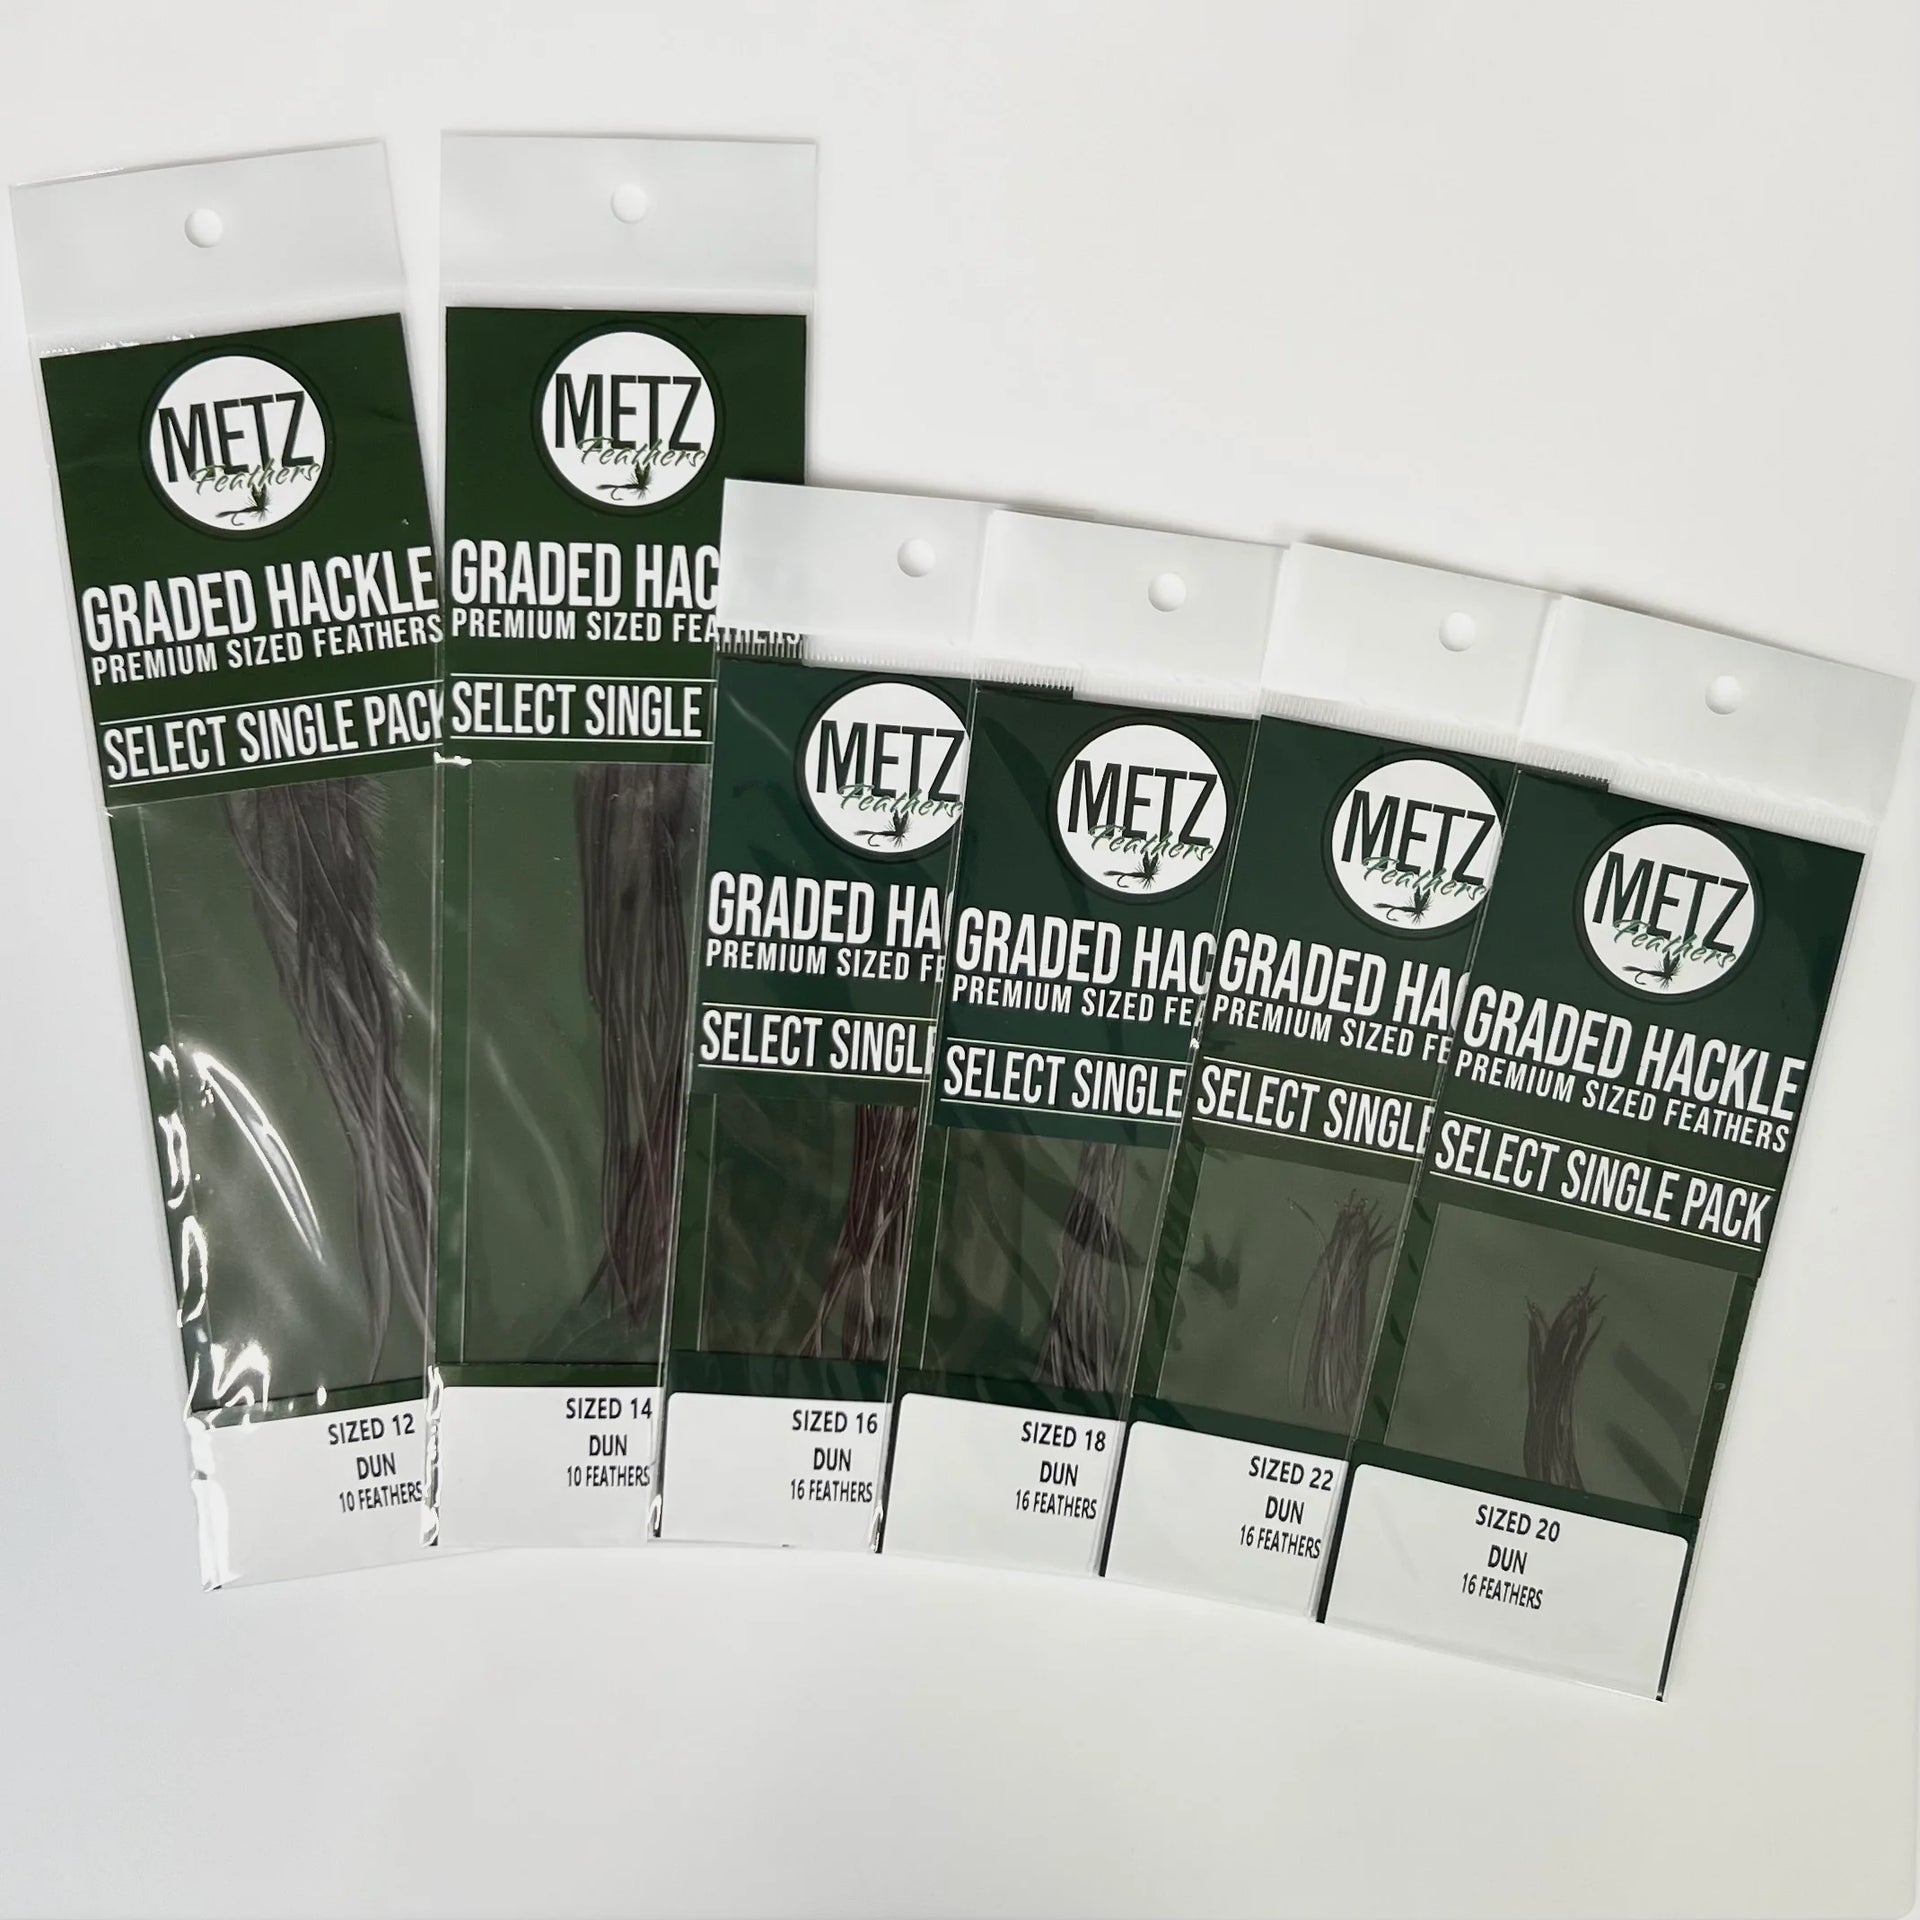 METZ
Feathers
GRADED HACKLE
PREMIUM SIZED FEATHERS
SELECT SINGLE PACK
SIZED 12
DUN
10 FEATHERS
METZ
Feathers
GRADED HAC
PREMIUM SIZED FEATHERS
SELECT SINGLE
SIZED 14
DUN
10 FEATHERS
METZ
Feathers
GRADED HA
PREMIUM SIZED FE
SELECT SINGLE
SIZED 16
DUN
16 FEATHERS
METZ
Feathers
GRADED HAC
PREMIUM SIZED FEA
SELECT SINGLE
SIZED 18
DUN
16 FEATHERS
METZ
Feathers
GRADED HA
PREMIUM SIZED FE
SELECT SINGLE
SIZED 22
DUN
16 FEATHERS
METZ
Feathers
GRADED HACKLE
PREMIUM SIZED FEATHERS
SELECT SINGLE PACK
SIZED 20
DUN
16 FEATHERS